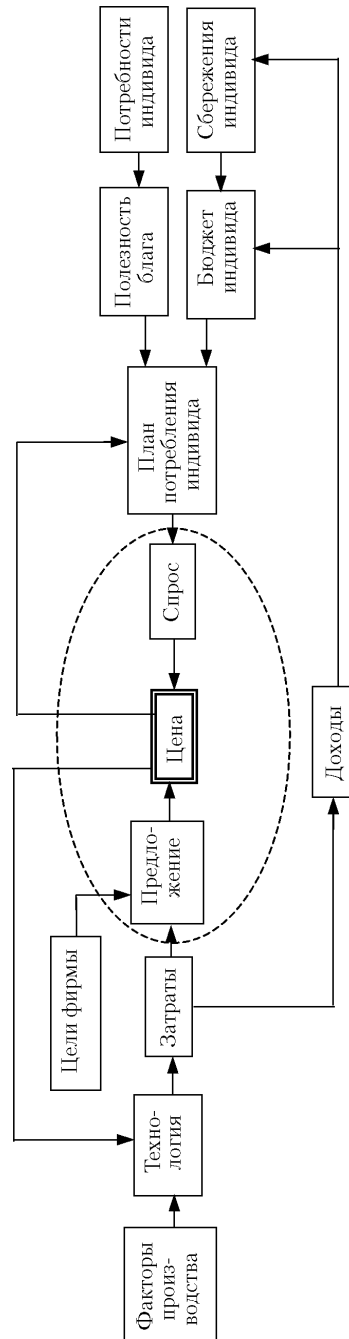 Факторы
произ-
водства
Техно-
логия
Цели фирмы
Затраты
Предло-
жение
Цена
Спрос
План
потребления
индивида
Полезность
блага
Потребности
индивида
Бюджет
индивида
Сбережения
индивида
Доходы